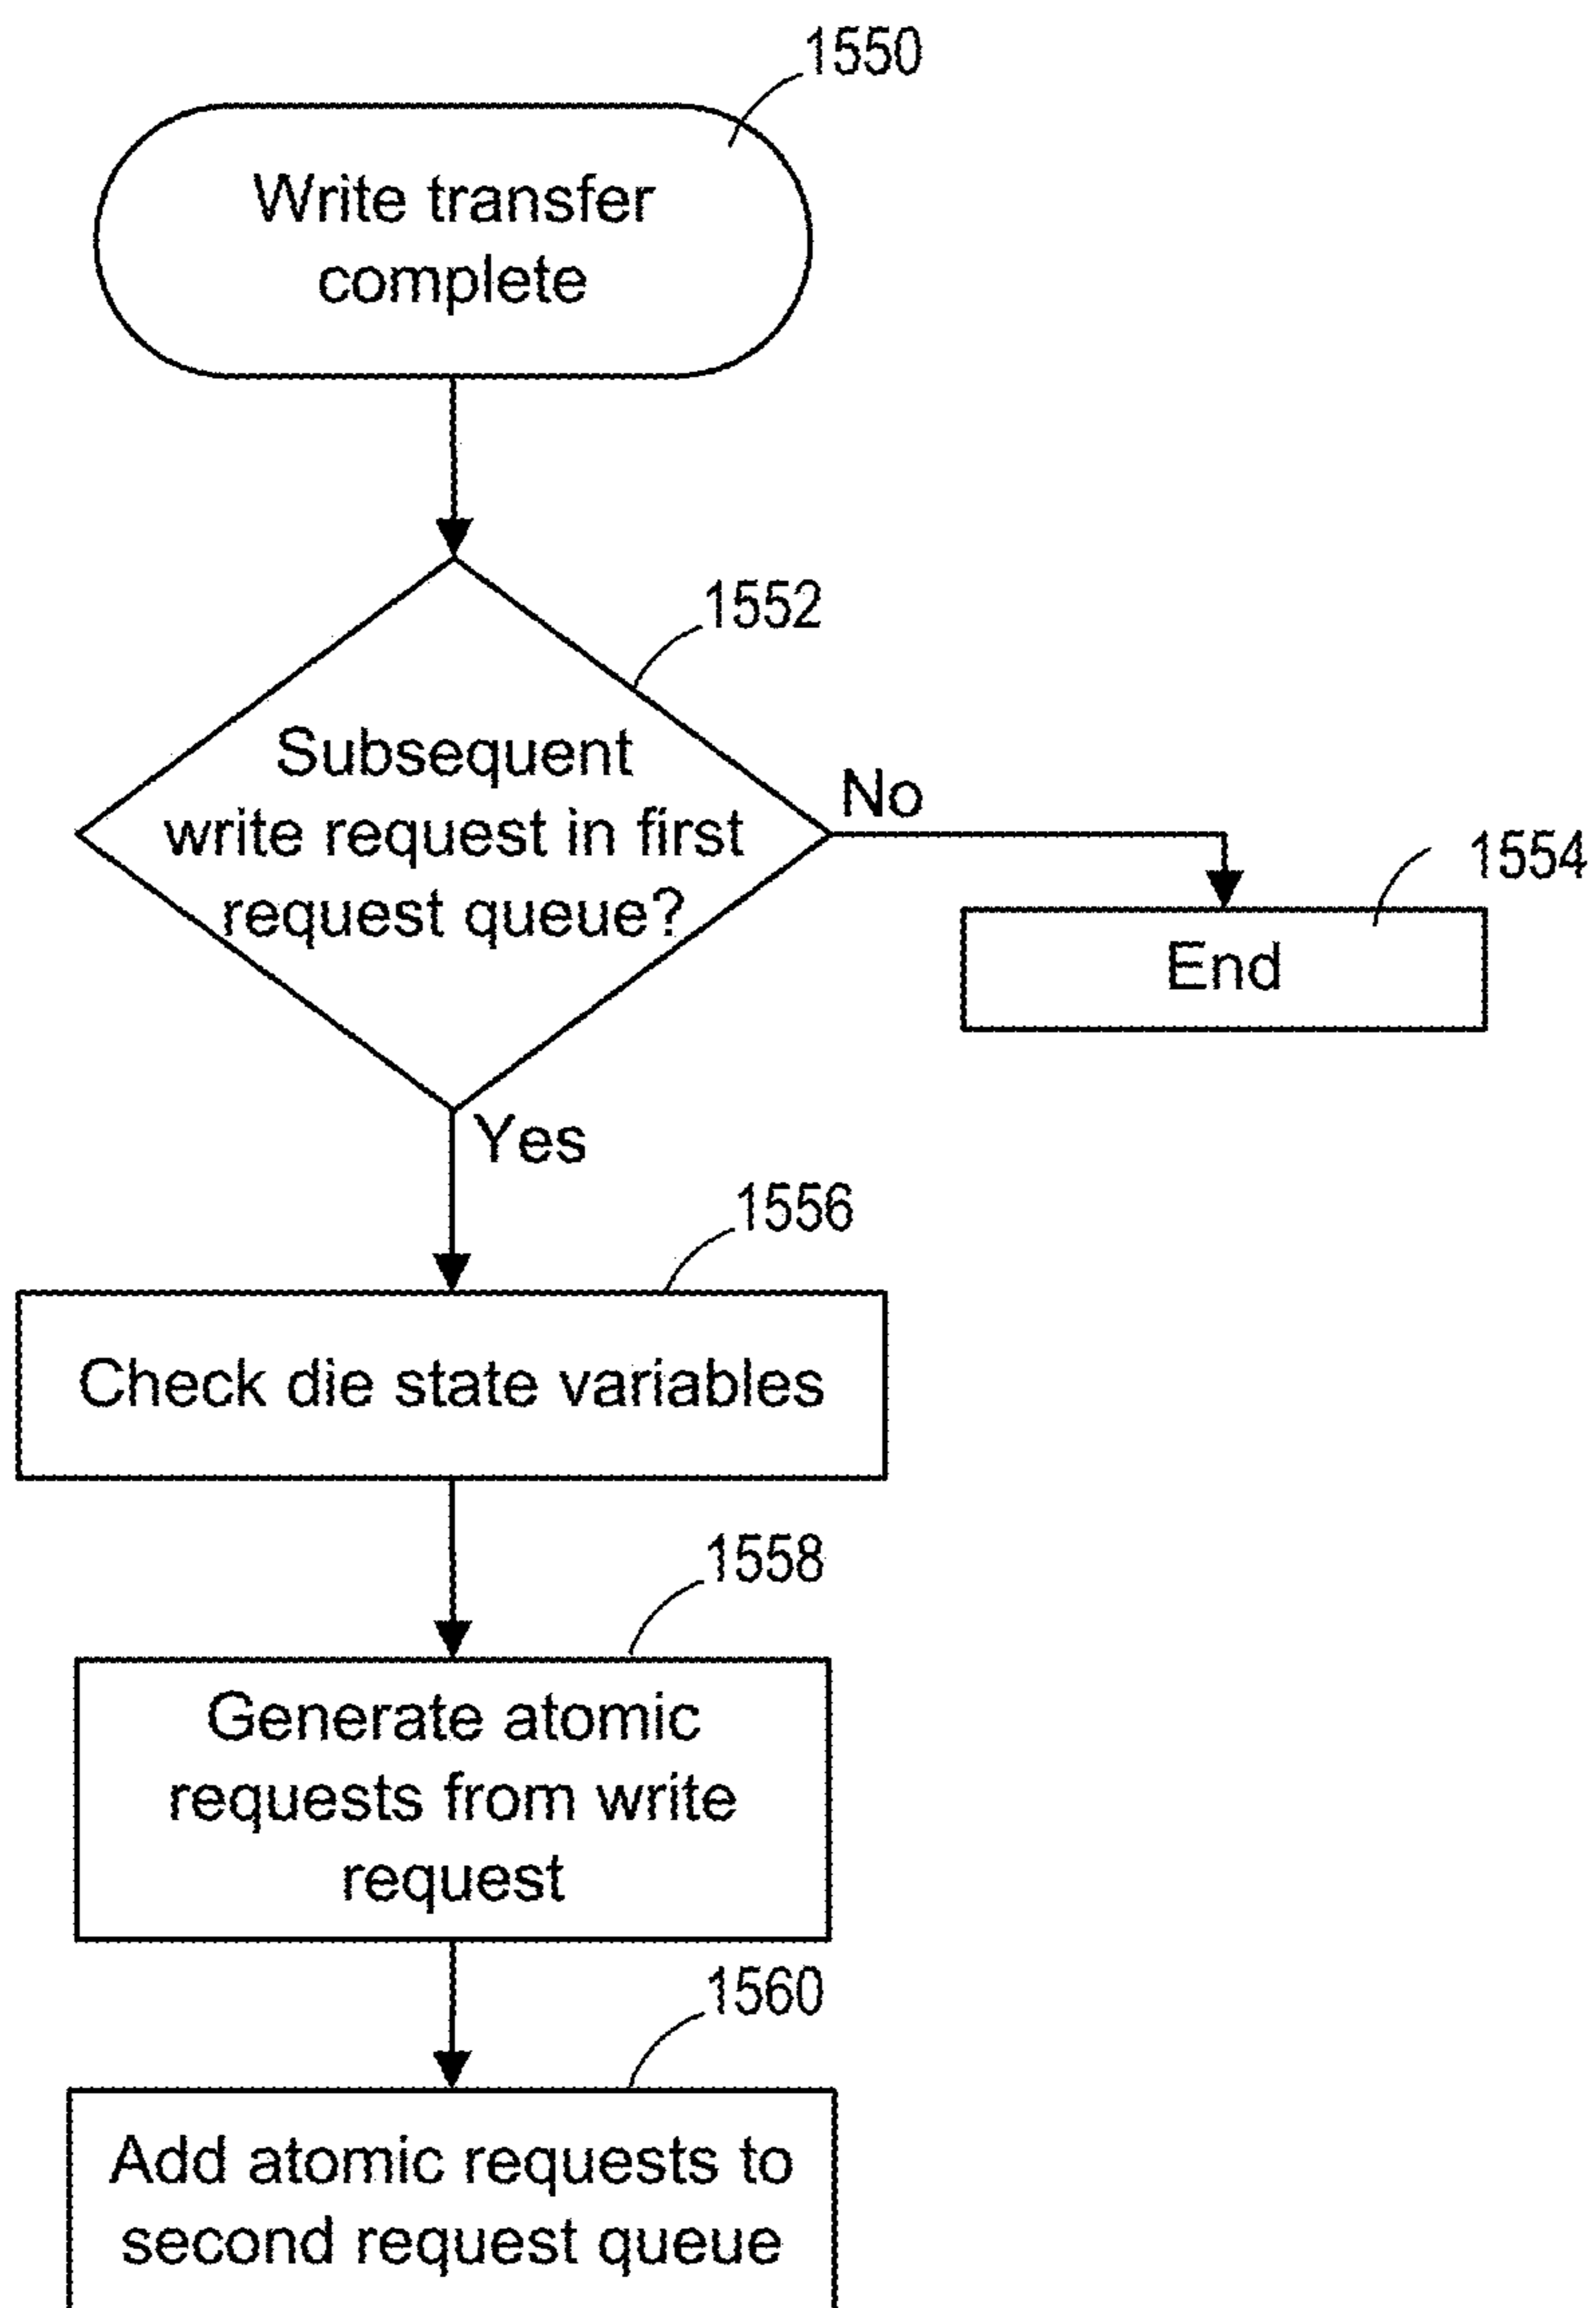 1550
Write transfer
complete
1552
Subsequent
write request in first
request queue?
No
1554
End
Yes
1556
Check die state variables
1558
Generate atomic
requests from write
request
1560
Add atomic requests to
second request queue